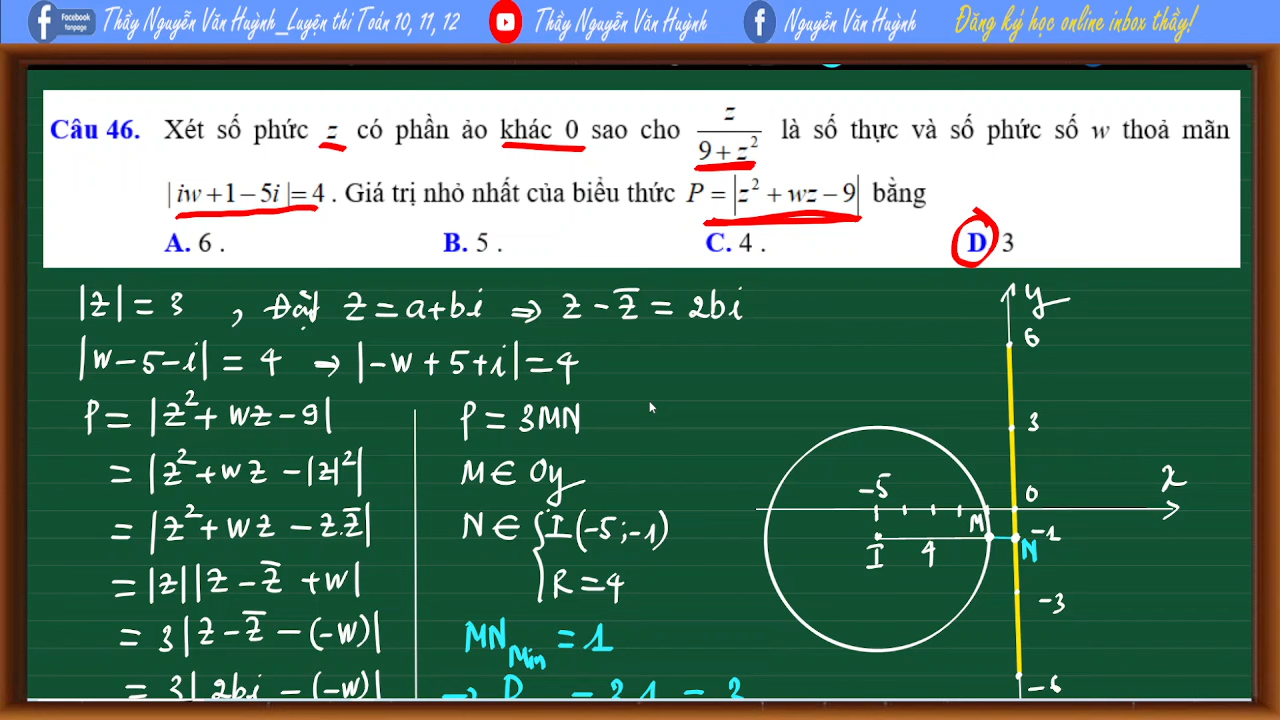 Facebook fanpage Thầy Nguyễn Văn Huỳnh_Luyện thi Toán 10, 11, 12 Thầy Nguyễn Văn Huỳnh Nguyễn Văn Huỳnh Đăng ký học online inbox thầy!
Câu 46. Xét số phức z có phần ảo khác 0 sao cho z/(9+z²) là số thực và số phức số w thoả mãn
|iw+1−5i|=4. Giá trị nhỏ nhất của biểu thức P=|z²+wz−9| bằng
A. 6. B. 5. C. 4. D 3
|z| = 3, Đặt z = a+bi ⇒ z − z̄ = 2bi
|w−5−i| = 4 → |−w+5+i| = 4
P = |z²+wz−9|
= |z²+wz−|z|²|
= |z²+wz−z.z̄|
= |z||z−z̄+w|
= 3|z−z̄−(−w)|
= 3|2bi−(−w)|
P = 3MN
M ∈ Oy
N ∈ { I(−5;−1)
R = 4
MN Min = 1
y
6
3
−5 0 x
M −1
I 4 N
−3
−6